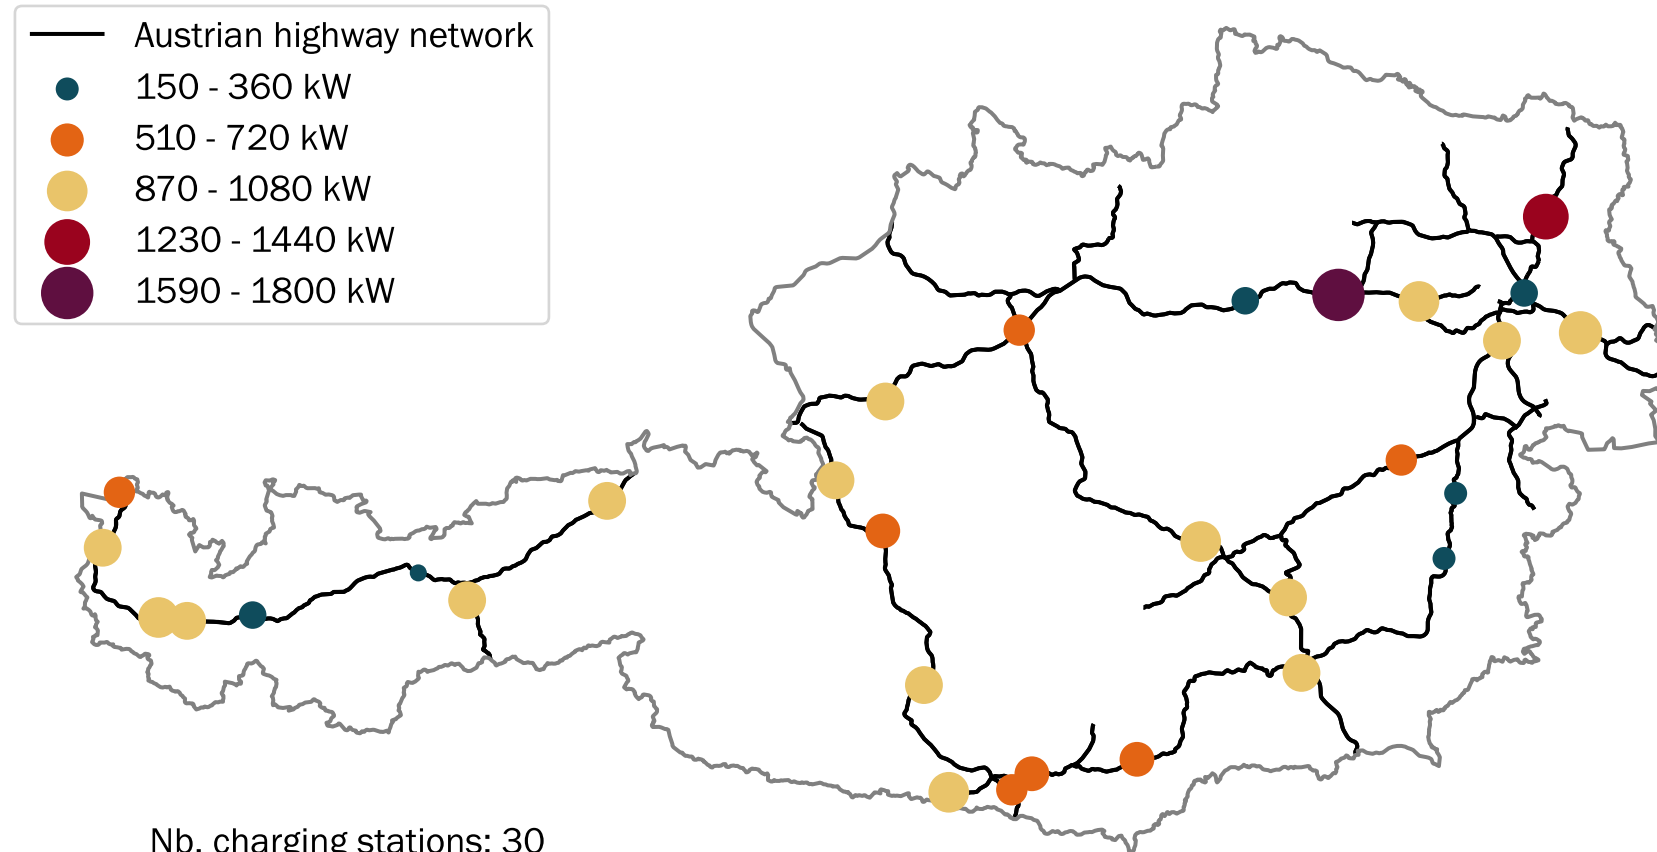 Austrian highway network
150 - 360 kW
510 - 720 kW
870 - 1080 kW
1230 - 1440 kW
1590 - 1800 kW
Nb. charging stations: 30